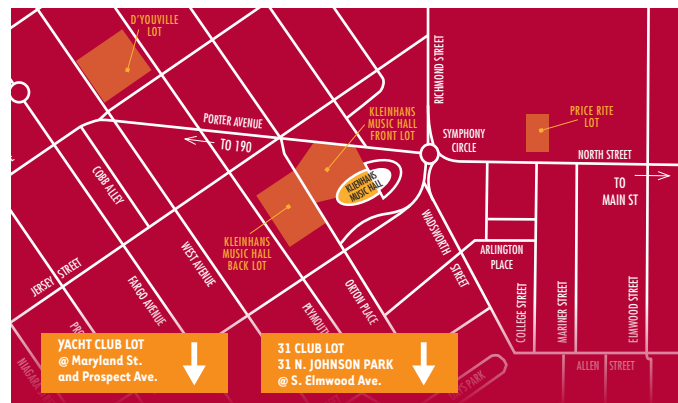 D'YOUVILLE
LOT
RICHMOND STREET
KLEINHANS
MUSIC HALL
FRONT LOT
PRICE RITE
LOT
PORTER AVENUE
TO 190
SYMPHONY
CIRCLE
NORTH STREET
TO
MAIN ST
COBB ALLEY
KLIENHANS
MUSIC HALL
KLEINHANS
MUSIC HALL
BACK LOT
WEST AVENUE
WADSWORTH
STREET
ARLINGTON
PLACE
JERSEY STREET
FARGO AVENUE
PLYMOUTH
ORTON PLACE
COLLEGE STREET
MARINER STREET
ELMWOOD STREET
YACHT CLUB LOT
@ Maryland St.
and Prospect Ave.
31 CLUB LOT
31 N. JOHNSON PARK
@ S. Elmwood Ave.
ALLEN STREET
NIAGARA
PARK